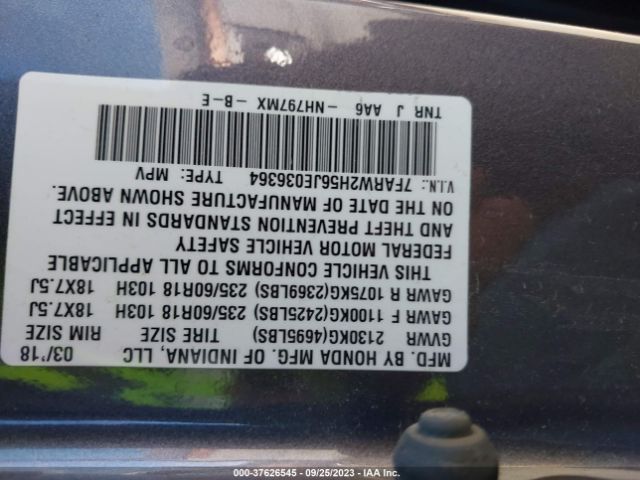 MFD. BY HONDA MFG. OF INDIANA, LLC 03/'18
GVWR 2130KG(4695LBS) TIRE SIZE RIM SIZE
GAWR F 1100KG(2425LBS) 235/60R18 103H 18X7.5J
GAWR R 1075KG(2369LBS) 235/60R18 103H 18X7.5J
THIS VEHICLE CONFORMS TO ALL APPLICABLE
FEDERAL MOTOR VEHICLE SAFETY
AND THEFT PREVENTION STANDARDS IN EFFECT
ON THE DATE OF MANUFACTURE SHOWN ABOVE.
V.I.N.: 7FARW2H56JE036364 TYPE: MPV
TNR J AA6 -NH797MX -B-E
000-37626545 - 09/25/2023 - IAA Inc.